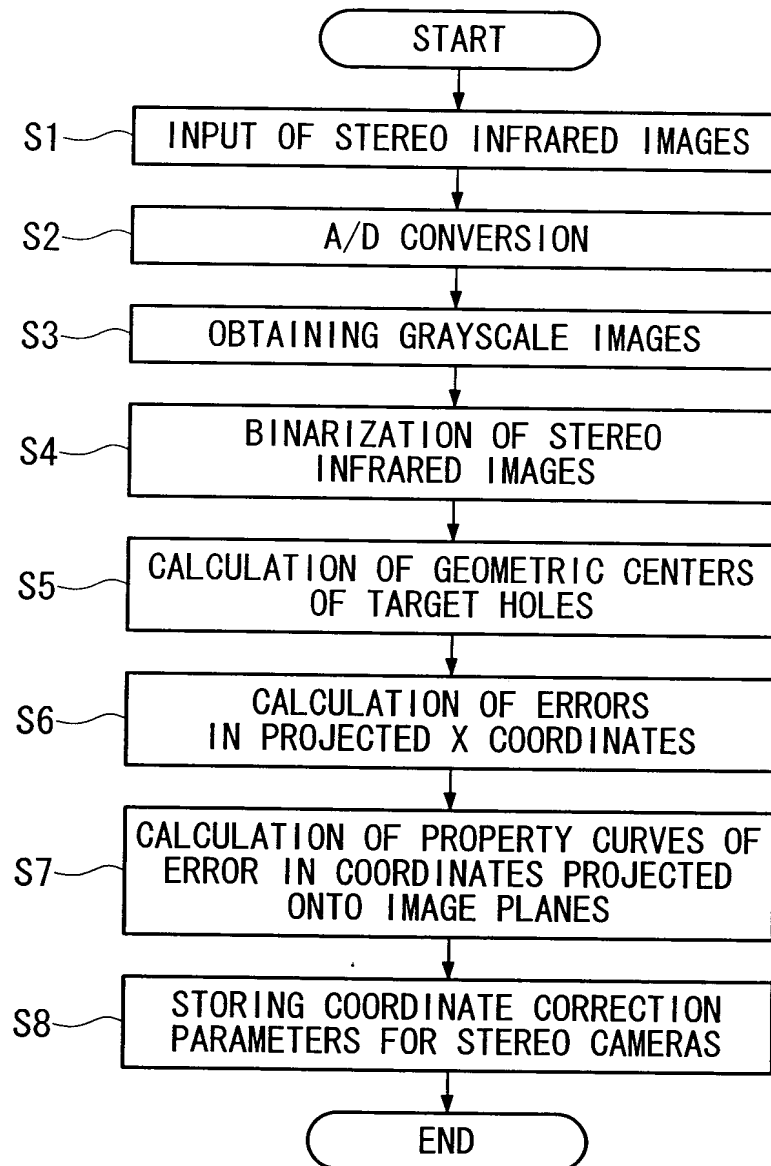 START
S1 INPUT OF STEREO INFRARED IMAGES
S2 A/D CONVERSION
S3 OBTAINING GRAYSCALE IMAGES
S4 BINARIZATION OF STEREO
INFRARED IMAGES
S5 CALCULATION OF GEOMETRIC CENTERS
OF TARGET HOLES
S6 CALCULATION OF ERRORS
IN PROJECTED X COORDINATES
S7 CALCULATION OF PROPERTY CURVES OF
ERROR IN COORDINATES PROJECTED
ONTO IMAGE PLANES
S8 STORING COORDINATE CORRECTION
PARAMETERS FOR STEREO CAMERAS
END